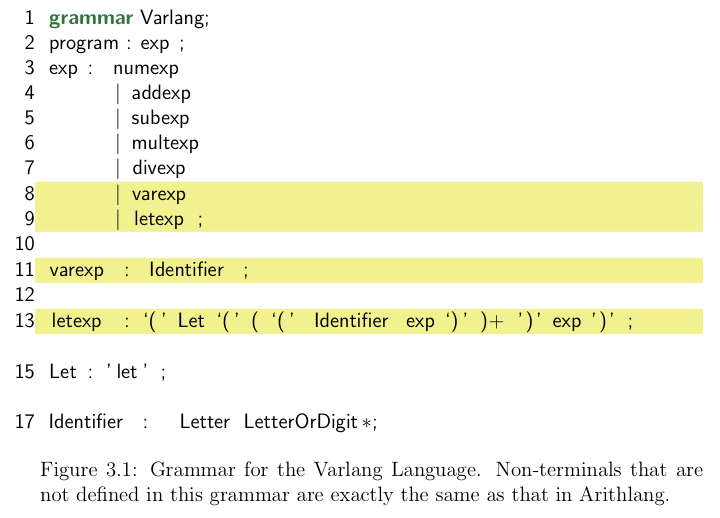 1 grammar Varlang;
2 program : exp ;
3 exp : numexp
4 | addexp
5 | subexp
6 | multexp
7 | divexp
8 | varexp
9 | letexp ;
10
11 varexp : Identifier ;
12
13 letexp : ‘(’ Let ‘(’ ( ‘(’ Identifier exp ‘)’ )+ ’)’ exp ’)’ ;
15 Let : ’let’ ;
17 Identifier : Letter LetterOrDigit*;
Figure 3.1: Grammar for the Varlang Language. Non-terminals that are
not defined in this grammar are exactly the same as that in Arithlang.